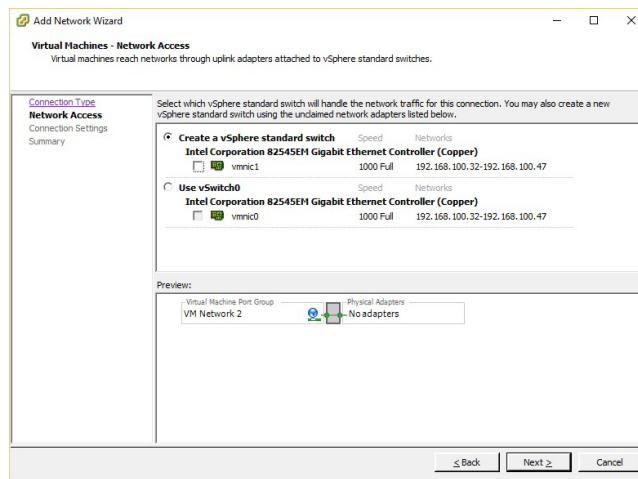 Add Network Wizard
Virtual Machines - Network Access
Virtual machines reach networks through uplink adapters attached to vSphere standard switches.
Connection Type
Network Access
Connection Settings
Summary
Select which vSphere standard switch will handle the network traffic for this connection. You may also create a new
vSphere standard switch using the unclaimed network adapters listed below.
Create a vSphere standard switch Speed Networks
Intel Corporation 82545EM Gigabit Ethernet Controller (Copper)
vmnic1 1000 Full 192.168.100.32-192.168.100.47
Use vSwitch0 Speed Networks
Intel Corporation 82545EM Gigabit Ethernet Controller (Copper)
vmnic0 1000 Full 192.168.100.32-192.168.100.47
Preview:
Virtual Machine Port Group Physical Adapters
VM Network 2 No adapters
< Back Next > Cancel